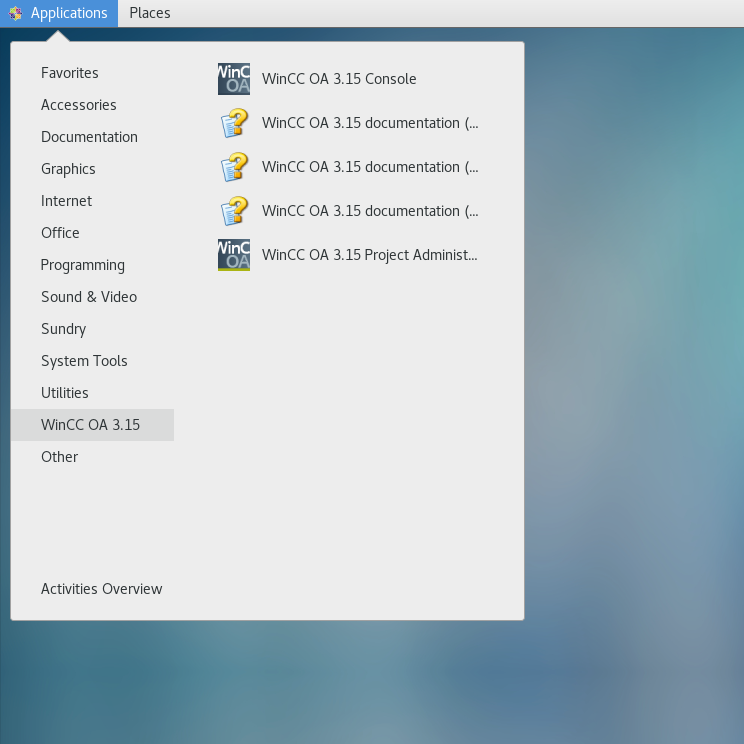 Applications Places
Favorites
Accessories
Documentation
Graphics
Internet
Office
Programming
Sound & Video
Sundry
System Tools
Utilities
WinCC OA 3.15
Other
Activities Overview
WinC
OA
WinCC OA 3.15 Console
WinCC OA 3.15 documentation (...
WinCC OA 3.15 documentation (...
WinCC OA 3.15 documentation (...
WinC
OA
WinCC OA 3.15 Project Administ...